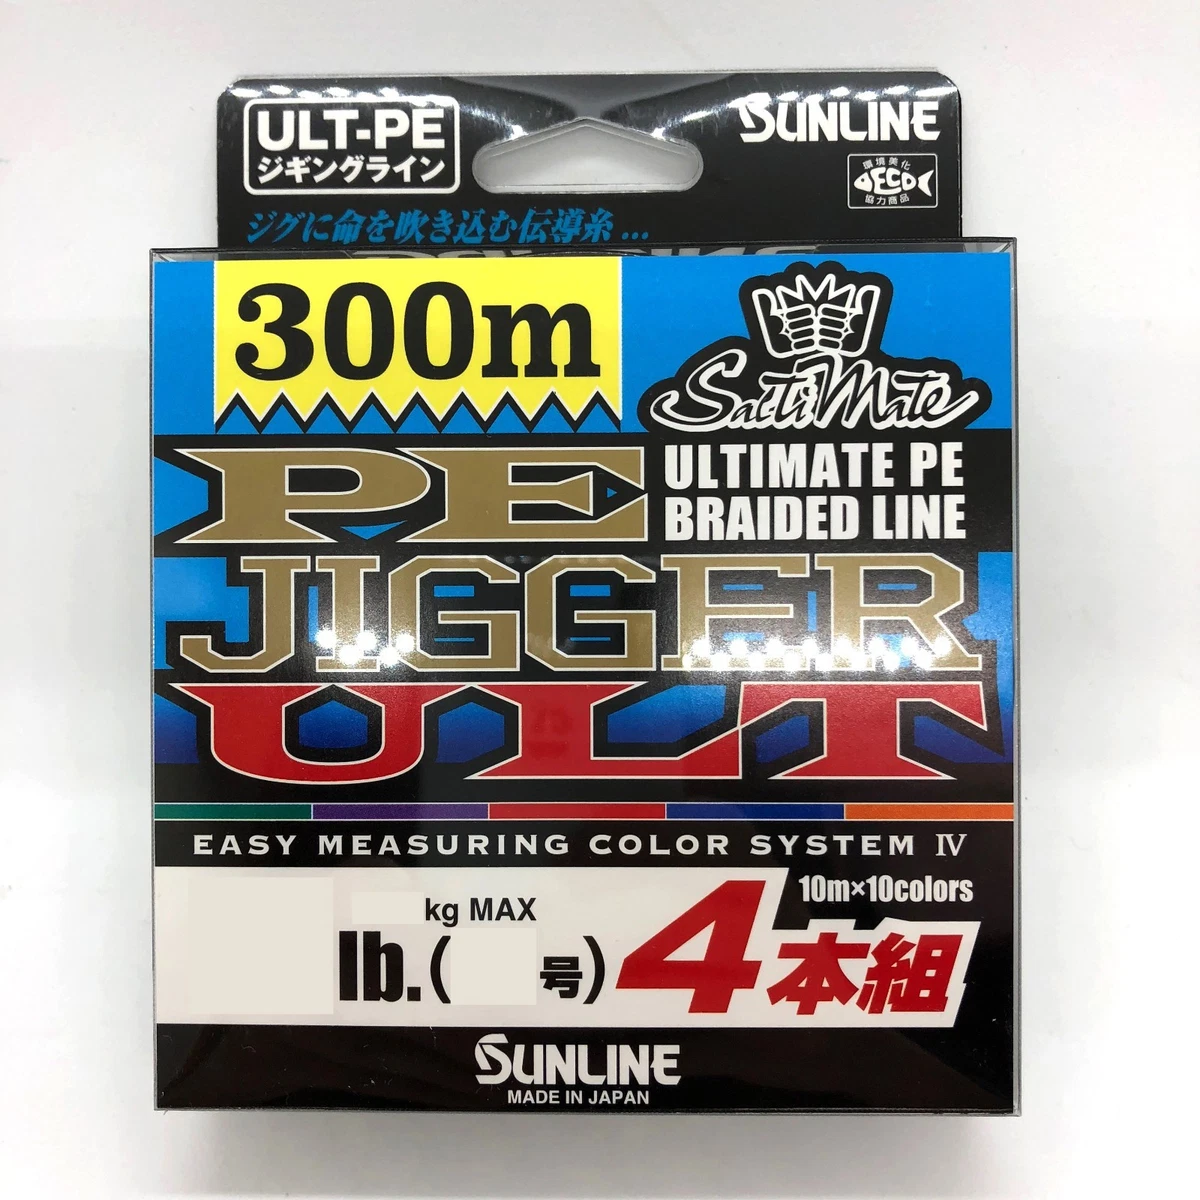 ULT-PE
ジギングライン
SUNLINE
環境美化
ECO
協力商品
ジグに命を吹き込む伝導糸...
300m
SaltiMate
PE
ULTIMATE PE
BRAIDED LINE
JIGGER
ULT
EASY MEASURING COLOR SYSTEM IV
10m×10colors
kg MAX
lb.( 号)
4本組
SUNLINE
MADE IN JAPAN